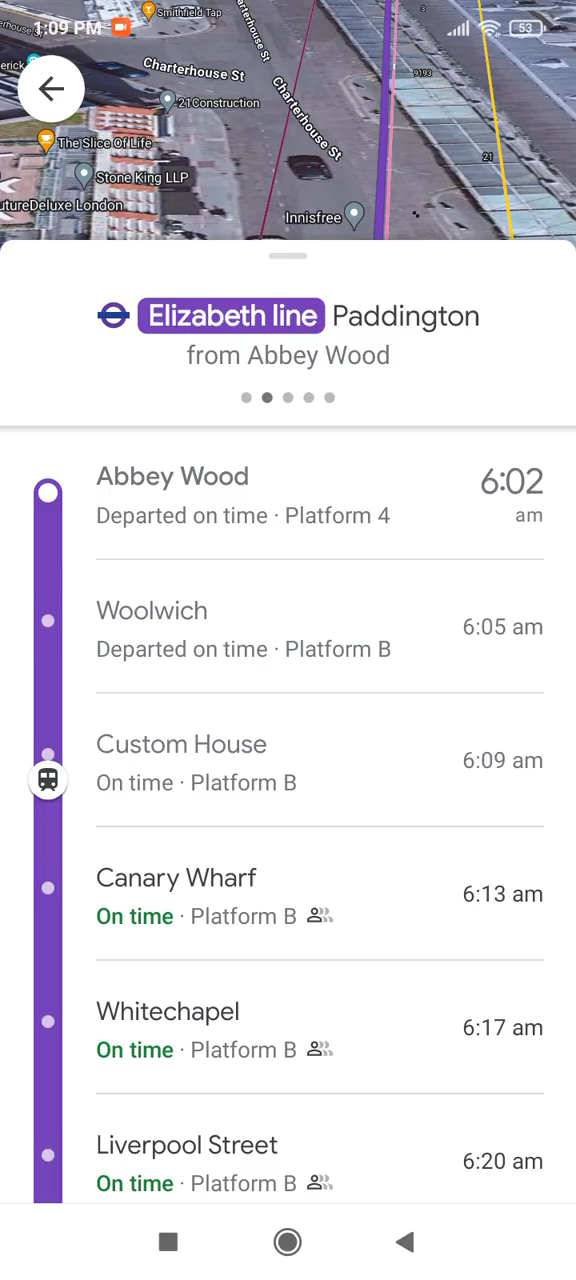 Smithfield Tap
1:09 PM
53
Charterhouse St
Charterhouse St
9193
21Construction
Charterhouse St
The Slice Of Life
21
Stone King LLP
utureDeluxe London
Innisfree
Elizabeth line Paddington
from Abbey Wood
Abbey Wood
6:02
Departed on time · Platform 4
am
Woolwich
6:05 am
Departed on time · Platform B
Custom House
6:09 am
On time · Platform B
Canary Wharf
6:13 am
On time · Platform B
Whitechapel
6:17 am
On time · Platform B
Liverpool Street
6:20 am
On time · Platform B